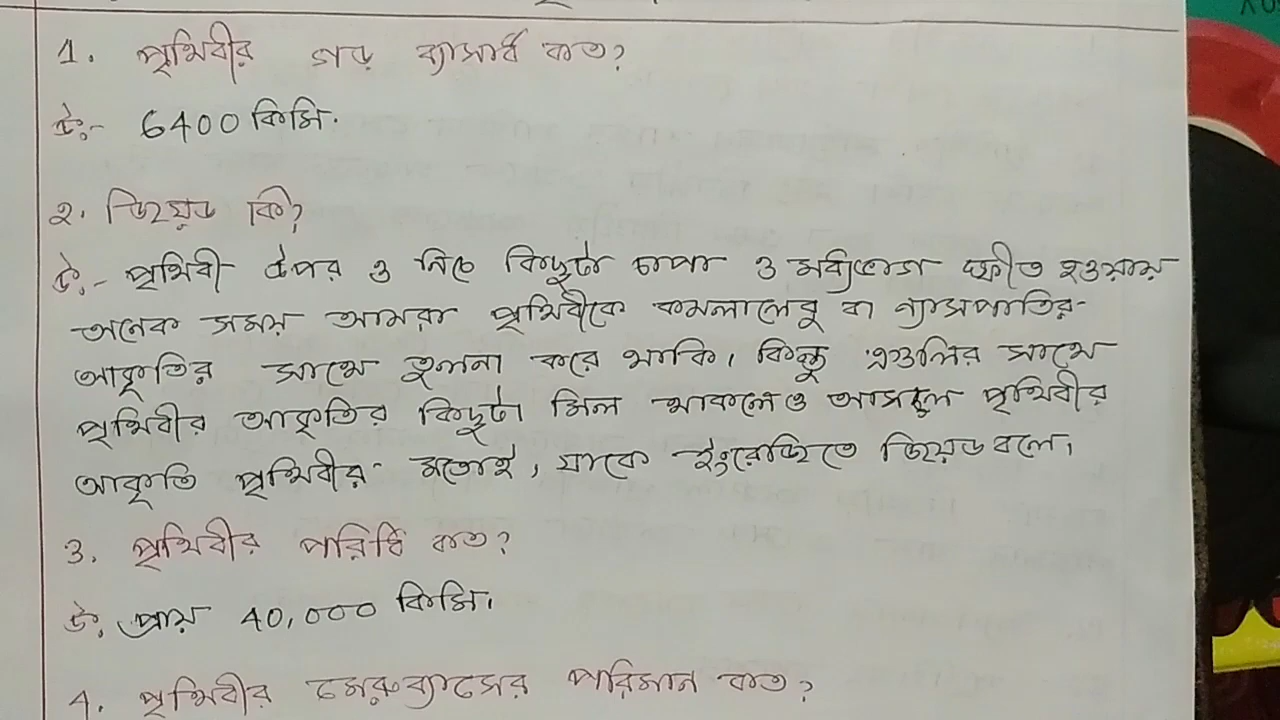 1. পৃথিবীর গড় ব্যাসার্ধ কত?
উঃ- 6400 কিমি.
২. জিয়ড কি?
উঃ- পৃথিবী উপর ও নিচে কিছুটা চাপা ও মধ্যভাগ স্ফীত হওয়ায়
অনেক সময় আমরা পৃথিবীকে কমলালেবু বা ন্যাসপাতির
আকৃতির সাথে তুলনা করে থাকি। কিন্তু এগুলির সাথে
পৃথিবীর আকৃতির কিছুটা মিল থাকলেও আসলে পৃথিবীর
আকৃতি পৃথিবীর মতোই, যাকে ইংরেজিতে জিয়ড বলে।
3. পৃথিবীর পরিধি কত?
উঃ প্রায় 40,000 কিমি।
4. পৃথিবীর মেরুব্যাসের পরিমান কত?